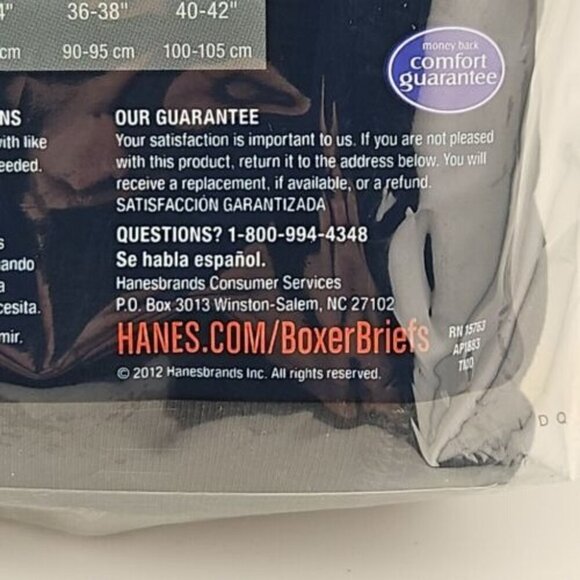 4" 36-38" 40-42"
cm 90-95 cm 100-105 cm
money back
comfort
guarantee
NS
ith like
eeded.
s
ando
a
cesita.
mir.
OUR GUARANTEE
Your satisfaction is important to us. If you are not pleased
with this product, return it to the address below. You will
receive a replacement, if available, or a refund.
SATISFACCIÓN GARANTIZADA
QUESTIONS? 1-800-994-4348
Se habla español.
Hanesbrands Consumer Services
P.O. Box 3013 Winston-Salem, NC 27102
HANES.COM/BoxerBriefs
© 2012 Hanesbrands Inc. All rights reserved.
RN 15763
AP1883
D Q